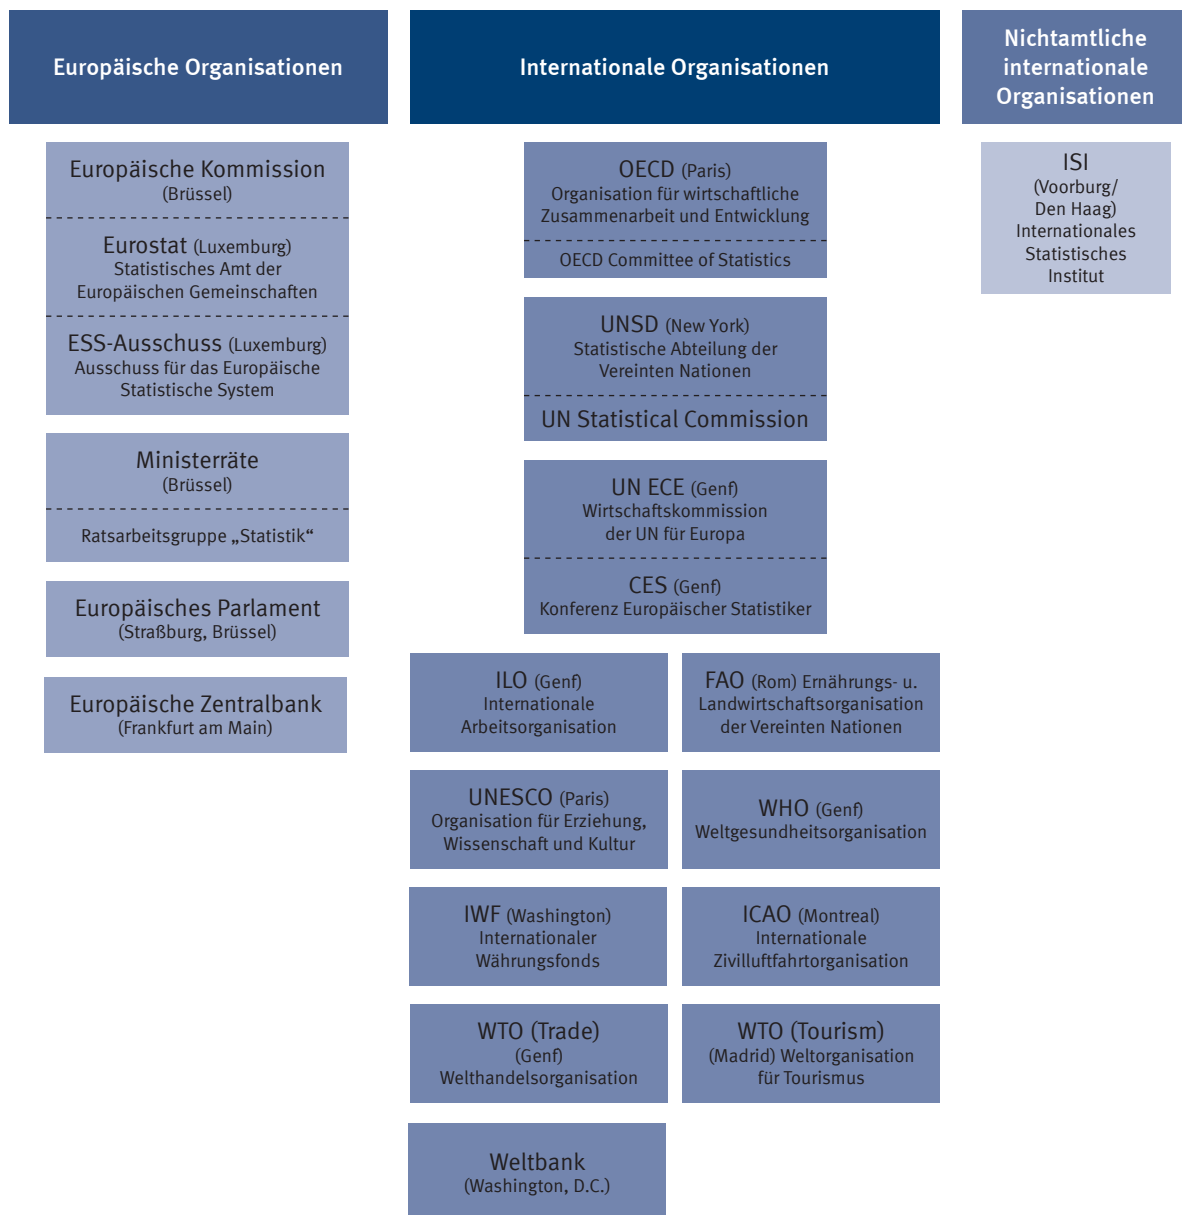 Europäische Organisationen
Europäische Kommission
(Brüssel)
Eurostat (Luxemburg)
Statistisches Amt der
Europäischen Gemeinschaften
ESS-Ausschuss (Luxemburg)
Ausschuss für das Europäische
Statistische System
Ministerräte
(Brüssel)
Ratsarbeitsgruppe „Statistik“
Europäisches Parlament
(Straßburg, Brüssel)
Europäische Zentralbank
(Frankfurt am Main)
Internationale Organisationen
OECD (Paris)
Organisation für wirtschaftliche
Zusammenarbeit und Entwicklung
OECD Committee of Statistics
UNSD (New York)
Statistische Abteilung der
Vereinten Nationen
UN Statistical Commission
UN ECE (Genf)
Wirtschaftskommission
der UN für Europa
CES (Genf)
Konferenz Europäischer Statistiker
ILO (Genf)
Internationale
Arbeitsorganisation
FAO (Rom) Ernährungs- u.
Landwirtschaftsorganisation
der Vereinten Nationen
UNESCO (Paris)
Organisation für Erziehung,
Wissenschaft und Kultur
WHO (Genf)
Weltgesundheitsorganisation
IWF (Washington)
Internationaler
Währungsfonds
ICAO (Montreal)
Internationale
Zivilluftfahrtorganisation
WTO (Trade)
(Genf)
Welthandelsorganisation
WTO (Tourism)
(Madrid) Weltorganisation
für Tourismus
Weltbank
(Washington, D.C.)
Nichtamtliche
internationale
Organisationen
ISI
(Voorburg/
Den Haag)
Internationales
Statistisches
Institut